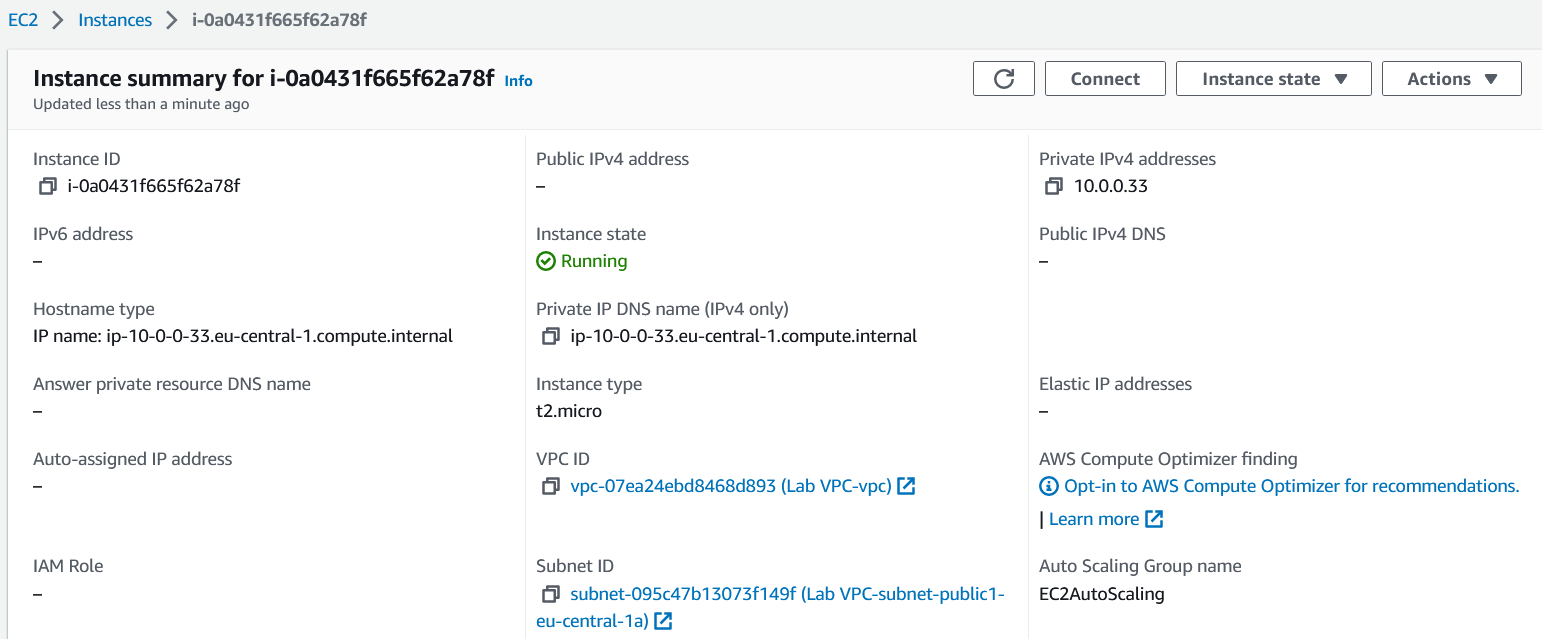 EC2 > Instances > i-0a0431f665f62a78f
Instance summary for i-0a0431f665f62a78f Info
Updated less than a minute ago
Connect
Instance state
Actions
Instance ID
i-0a0431f665f62a78f
Public IPv4 address
–
Private IPv4 addresses
10.0.0.33
IPv6 address
–
Instance state
Running
Public IPv4 DNS
–
Hostname type
IP name: ip-10-0-0-33.eu-central-1.compute.internal
Private IP DNS name (IPv4 only)
ip-10-0-0-33.eu-central-1.compute.internal
Answer private resource DNS name
–
Instance type
t2.micro
Elastic IP addresses
–
Auto-assigned IP address
–
VPC ID
vpc-07ea24ebd8468d893 (Lab VPC-vpc)
AWS Compute Optimizer finding
Opt-in to AWS Compute Optimizer for recommendations.
| Learn more
IAM Role
–
Subnet ID
subnet-095c47b13073f149f (Lab VPC-subnet-public1-
eu-central-1a)
Auto Scaling Group name
EC2AutoScaling